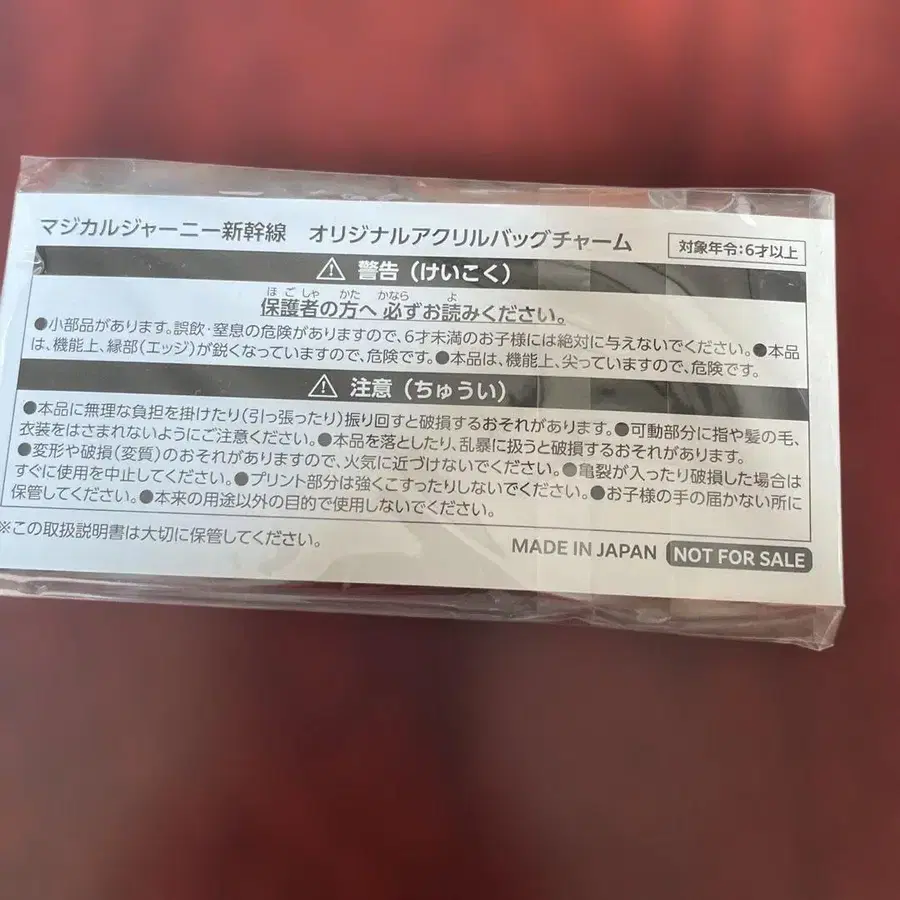 マジカルジャーニー新幹線　オリジナルアクリルバッグチャーム
対象年令:6才以上
⚠ 警告（けいこく）
ほごしゃ かた かなら よ
保護者の方へ 必ずお読みください。
●小部品があります。誤飲・窒息の危険がありますので、6才未満のお子様には絶対に与えないでください。●本品
は、機能上、縁部（エッジ）が鋭くなっていますので、危険です。●本品は、機能上、尖っていますので、危険です。
⚠ 注意（ちゅうい）
●本品に無理な負担を掛けたり（引っ張ったり）振り回すと破損するおそれがあります。●可動部分に指や髪の毛、
衣装をはさまれないようにご注意ください。●本品を落としたり、乱暴に扱うと破損するおそれがあります。
●変形や破損（変質）のおそれがありますので、火気に近づけないでください。●亀裂が入ったり破損した場合は
すぐに使用を中止してください。●プリント部分は強くこすったりしないでください。●お子様の手の届かない所に
保管してください。●本来の用途以外の目的で使用しないでください。
※この取扱説明書は大切に保管してください。
MADE IN JAPAN NOT FOR SALE